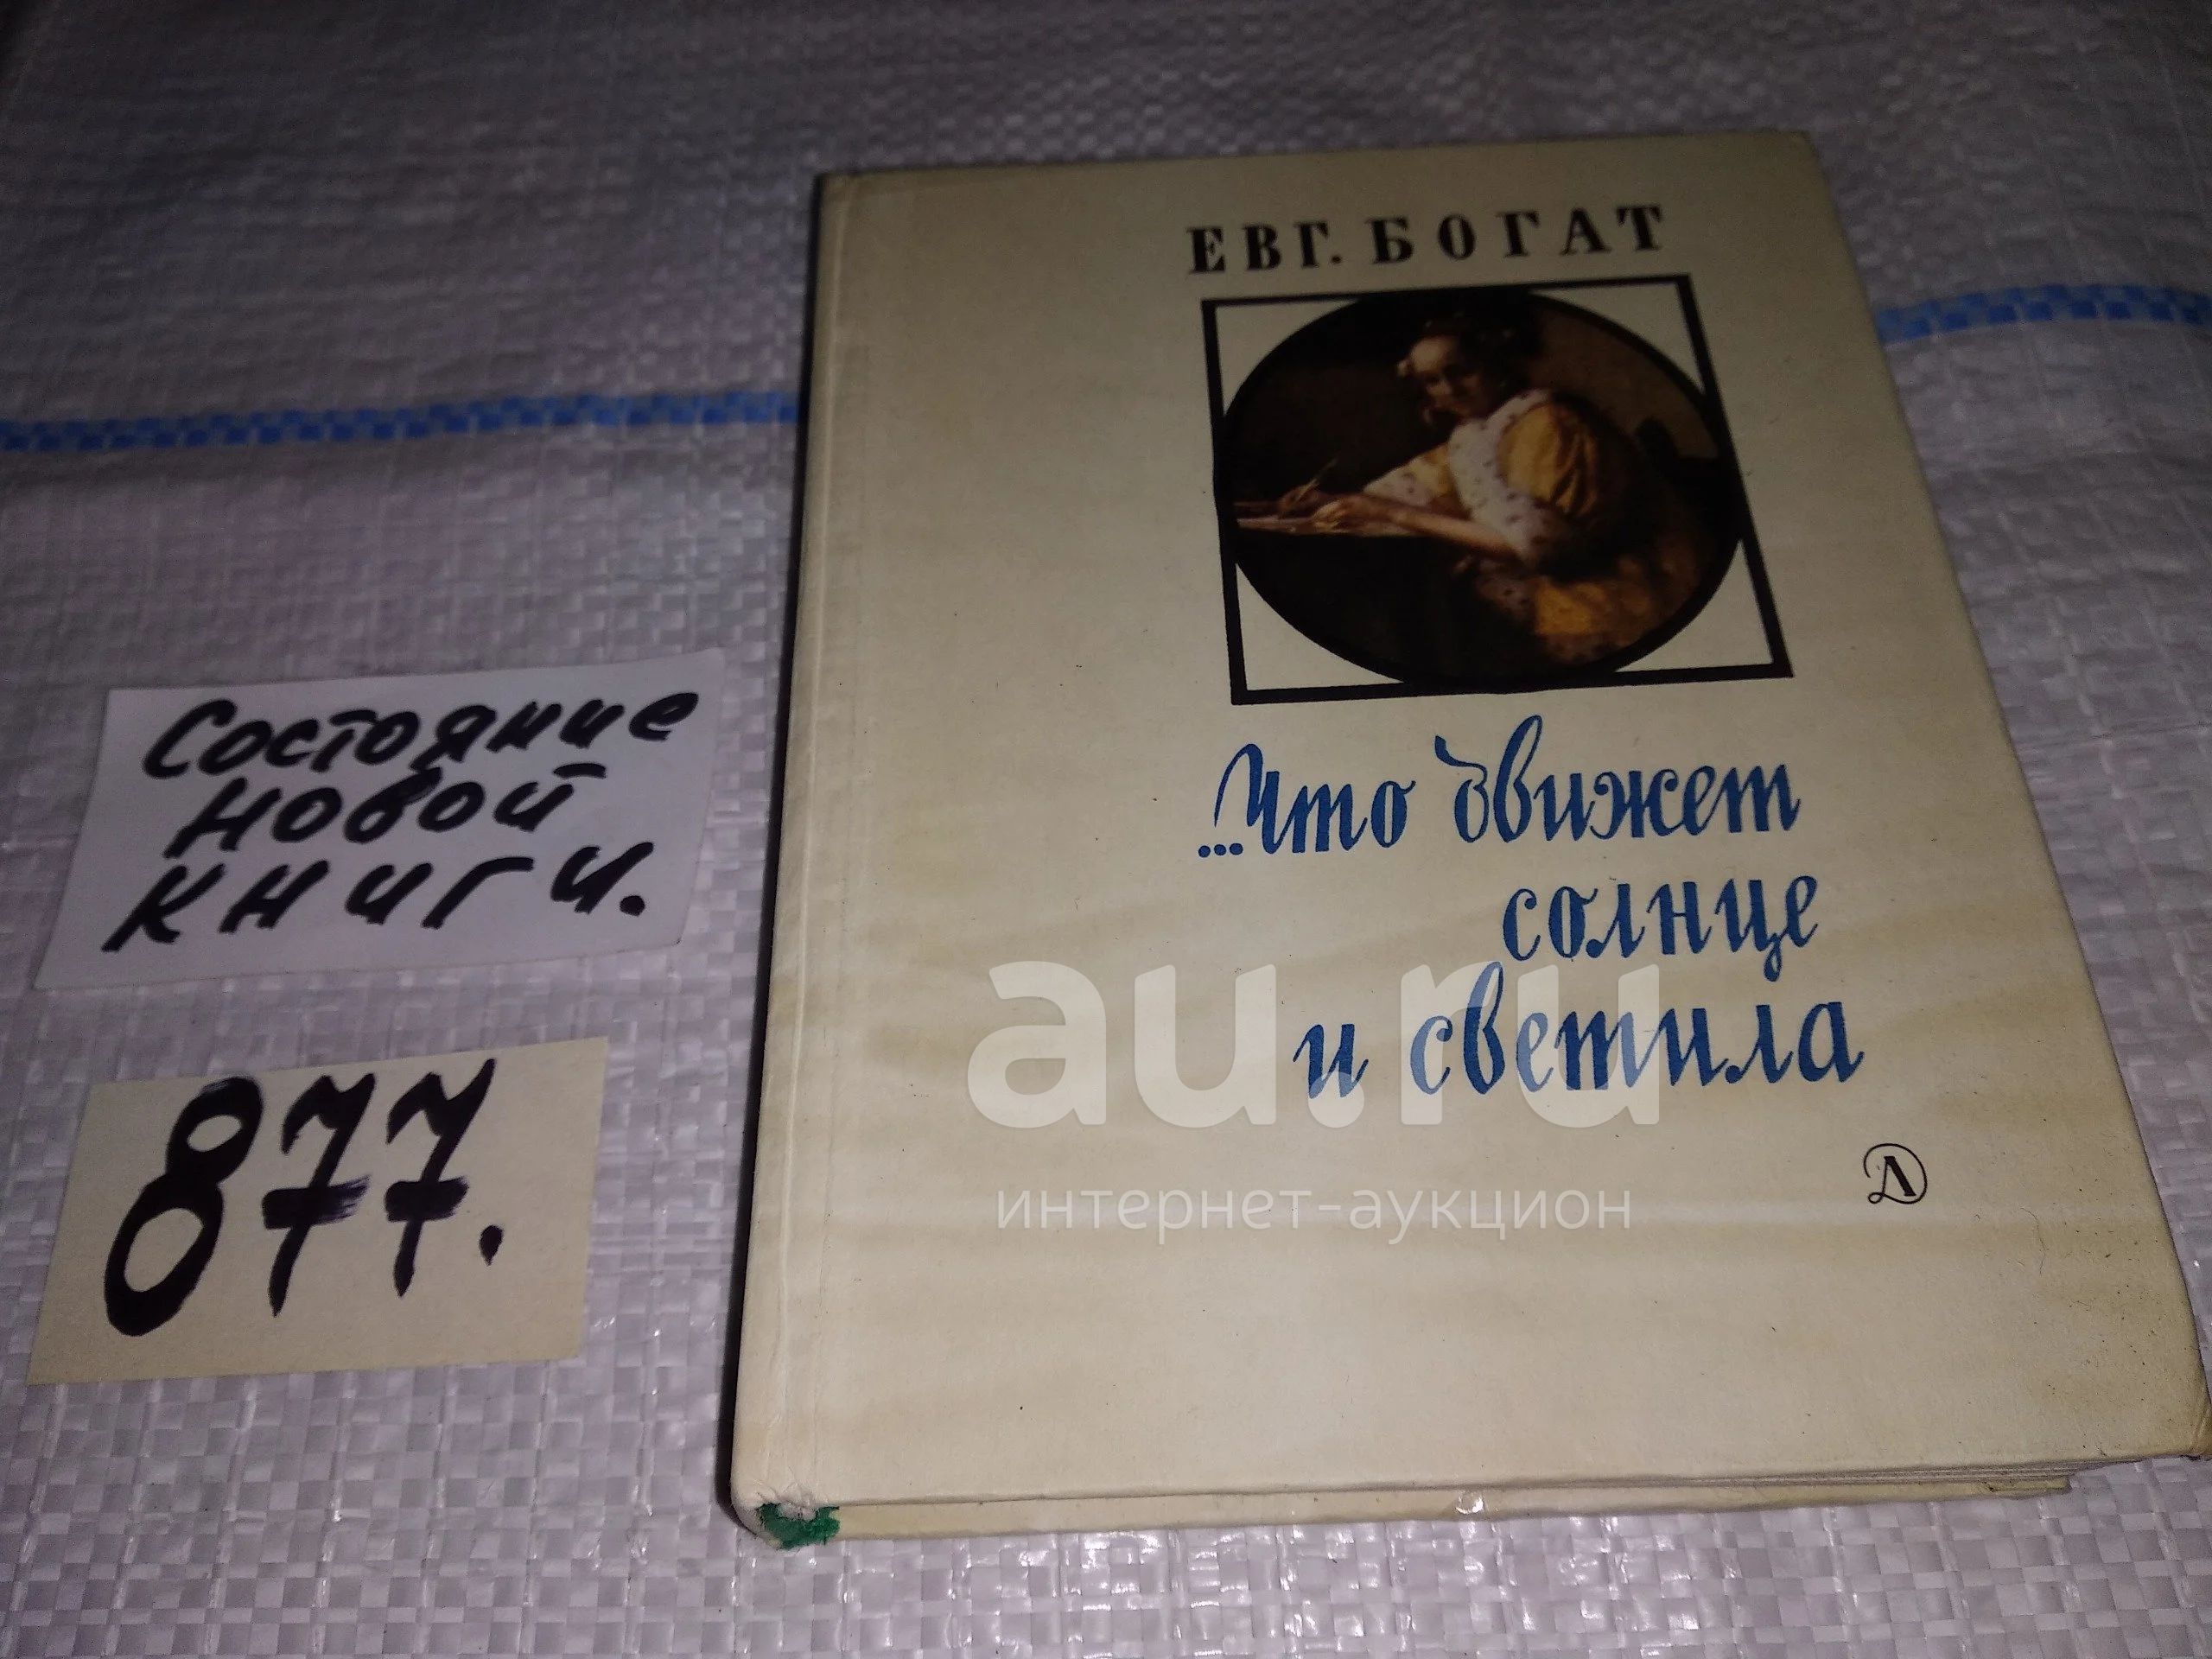 ЕВГ. БОГАТ
...Что движет
солнце
и светила
Д
Состояние
новой
книги.
877.
au.ru
интернет-аукцион